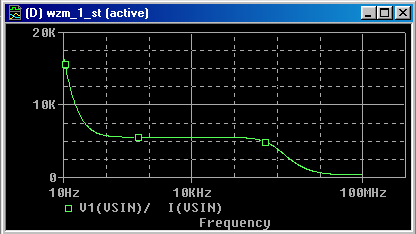 (D) wzm_1_st (active)
20K
10K
0
10Hz 10KHz 100MHz
V1(VSIN)/ I(VSIN)
Frequency